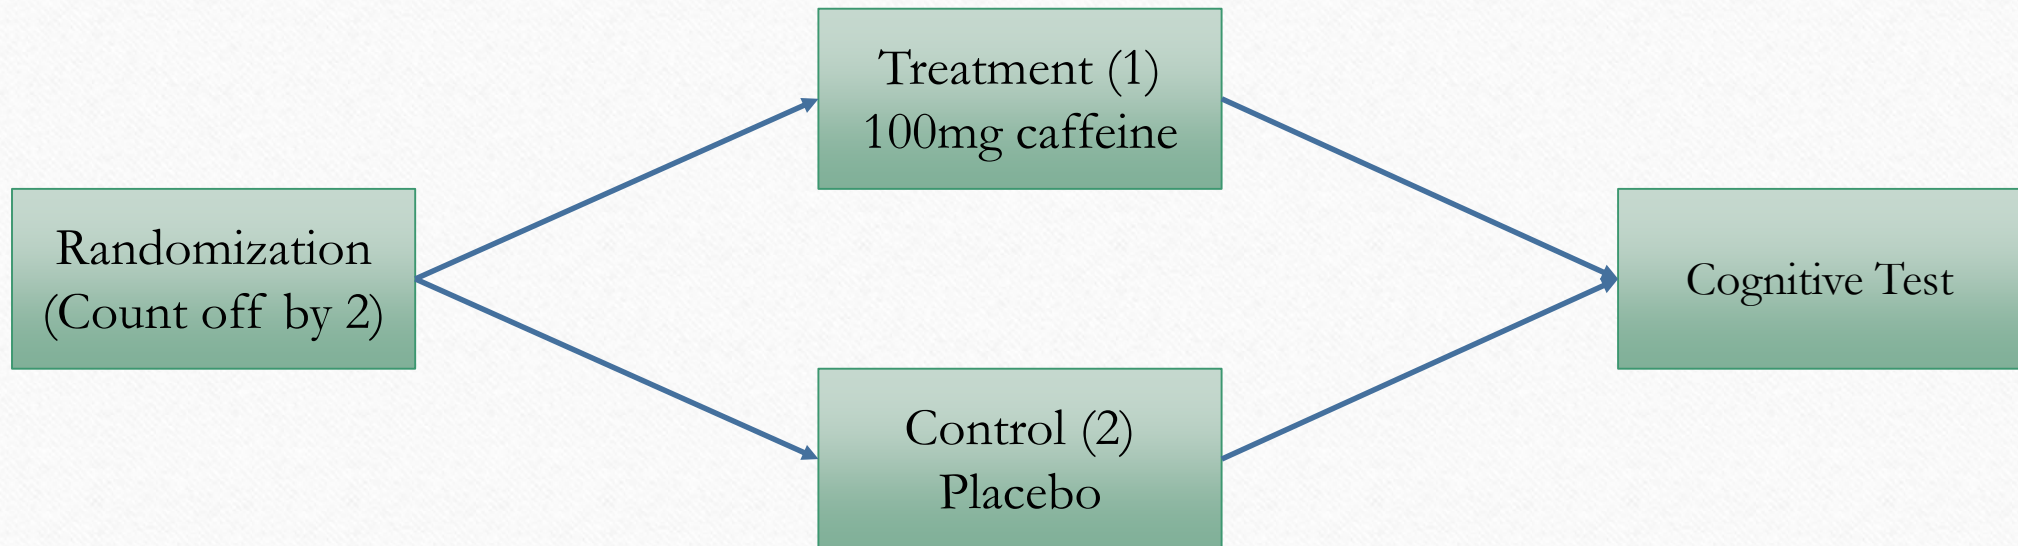 Randomization
(Count off by 2)
Treatment (1)
100mg caffeine
Control (2)
Placebo
Cognitive Test